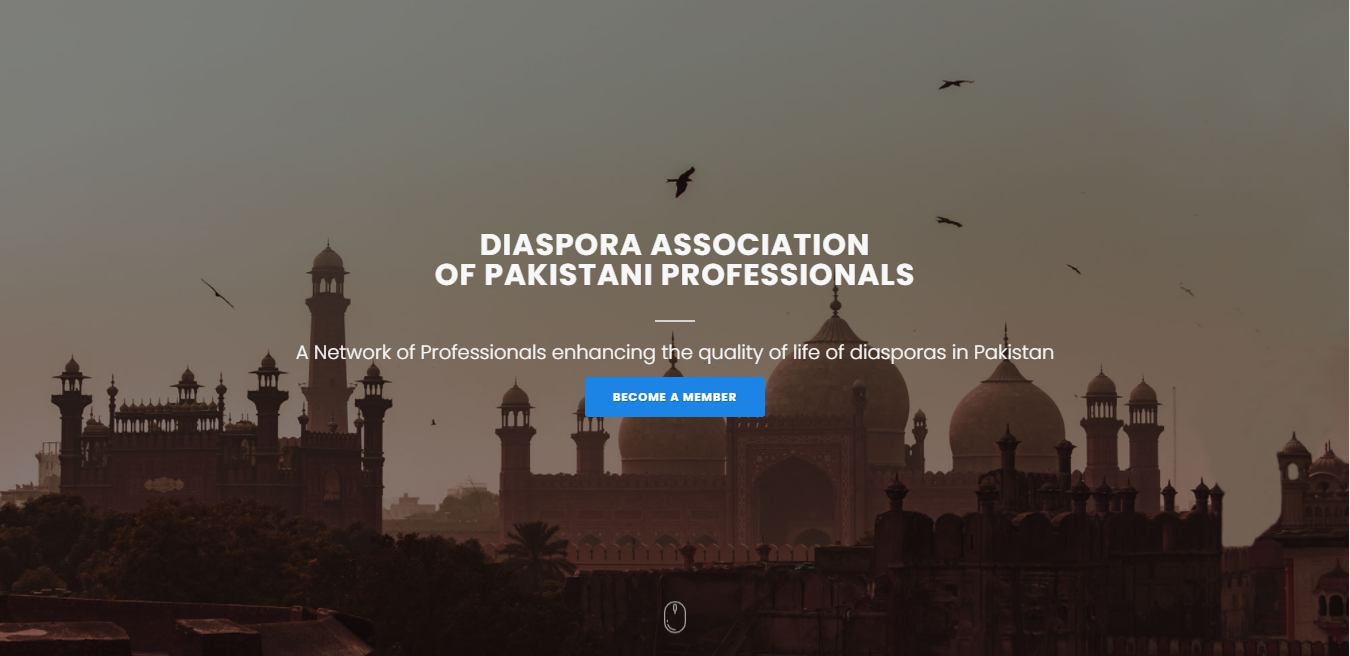 DIASPORA ASSOCIATION
OF PAKISTANI PROFESSIONALS
A Network of Professionals enhancing the quality of life of diasporas in Pakistan
BECOME A MEMBER